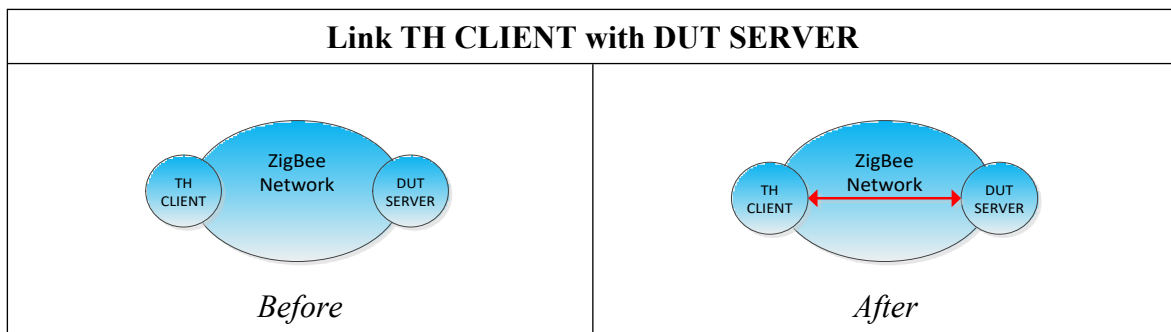 Link TH CLIENT with DUT SERVER
ZigBee
Network
TH
CLIENT
DUT
SERVER
Before
ZigBee
Network
TH
CLIENT
DUT
SERVER
After